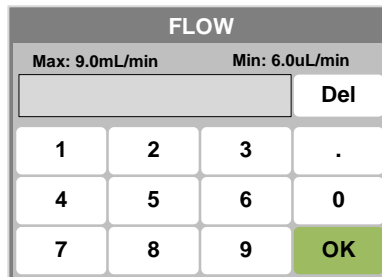 FLOW
Max: 9.0mL/min Min: 6.0uL/min
Del
1 2 3 .
4 5 6 0
7 8 9 OK